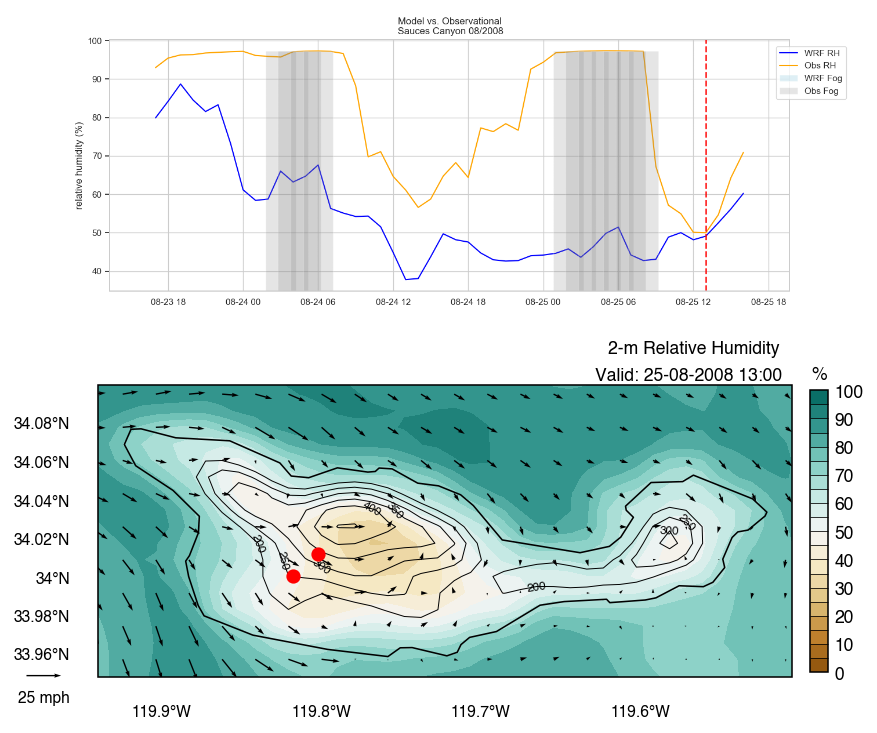 Model vs. Observational
Sauces Canyon 08/2008
relative humidity (%)
100
90
80
70
60
50
40
08-23 18
08-24 00
08-24 06
08-24 12
08-24 18
08-25 00
08-25 06
08-25 12
08-25 18
WRF RH
Obs RH
WRF Fog
Obs Fog
2-m Relative Humidity
Valid: 25-08-2008 13:00
%
34.08°N
34.06°N
34.04°N
34.02°N
34°N
33.98°N
33.96°N
25 mph
119.9°W
119.8°W
119.7°W
119.6°W
400
350
200
250
300
200
250
300
100
90
80
70
60
50
40
30
20
10
0